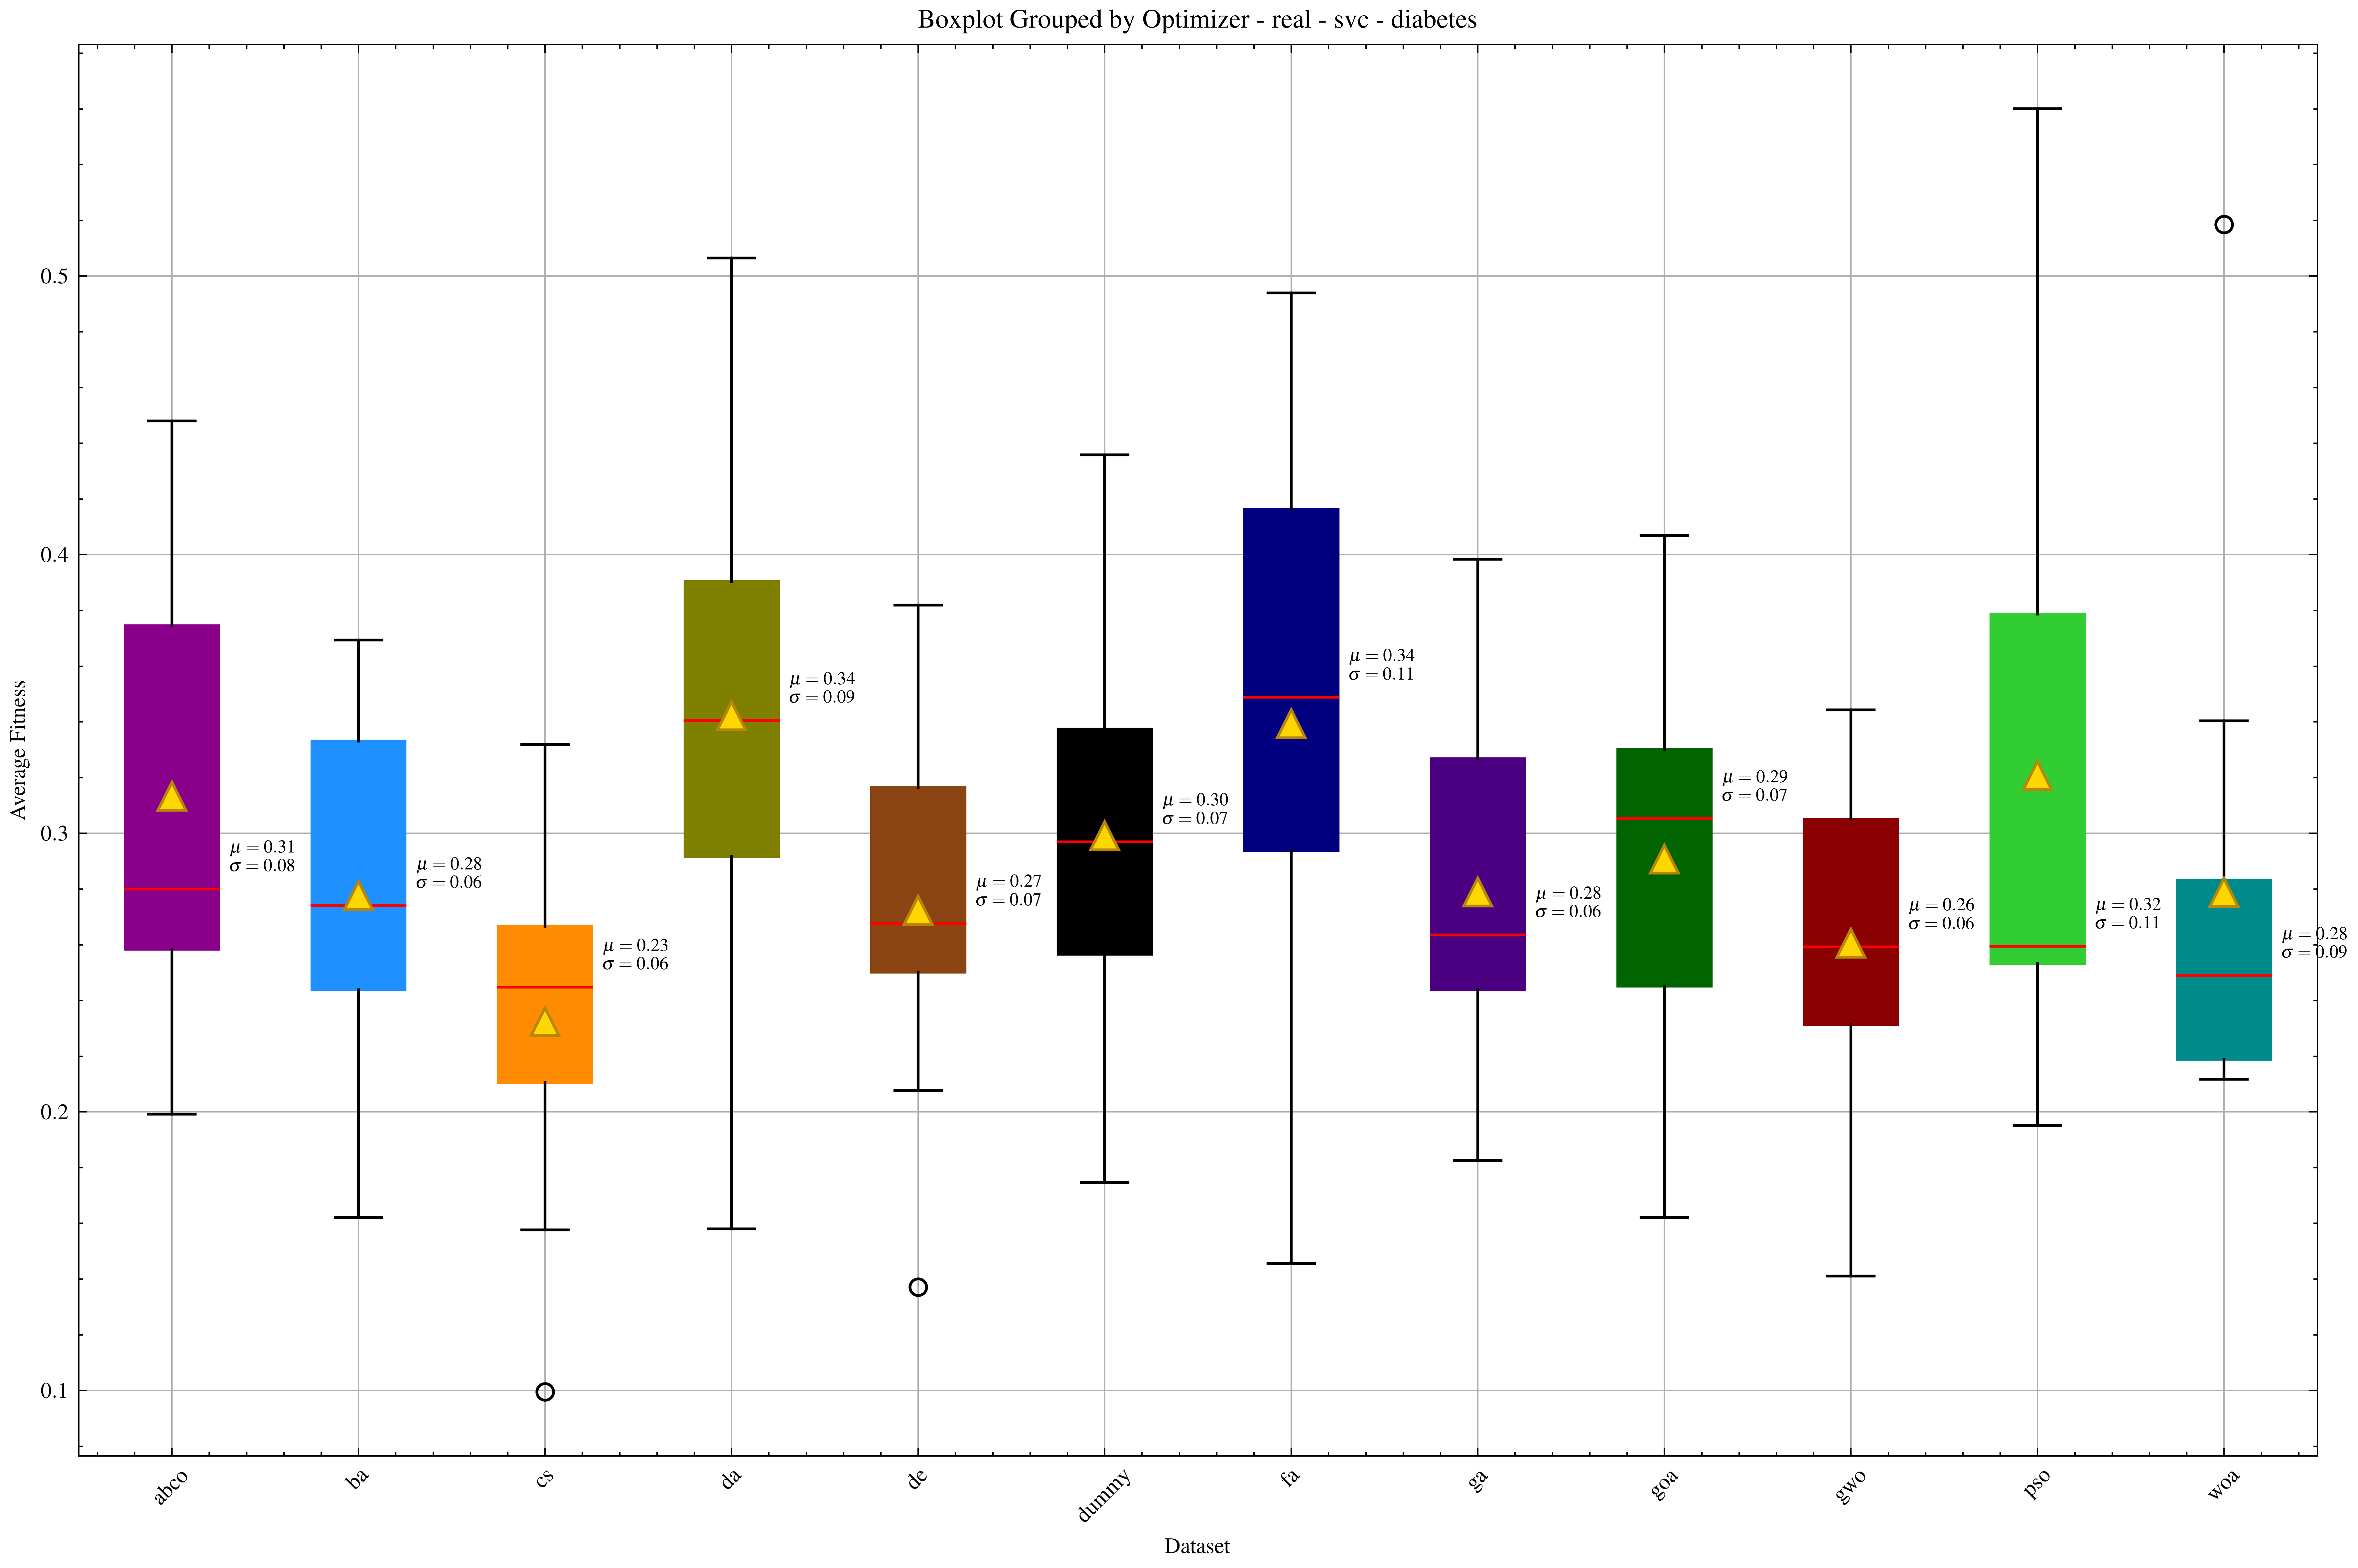 Boxplot Grouped by Optimizer - real - svc - diabetes
Average Fitness
0.5
0.4
0.3
0.2
0.1
μ = 0.31
σ = 0.08
μ = 0.28
σ = 0.06
μ = 0.23
σ = 0.06
μ = 0.34
σ = 0.09
μ = 0.27
σ = 0.07
μ = 0.30
σ = 0.07
μ = 0.34
σ = 0.11
μ = 0.28
σ = 0.06
μ = 0.29
σ = 0.07
μ = 0.26
σ = 0.06
μ = 0.32
σ = 0.11
μ = 0.28
σ = 0.09
abco
ba
cs
da
de
dummy
fa
ga
goa
gwo
pso
woa
Dataset